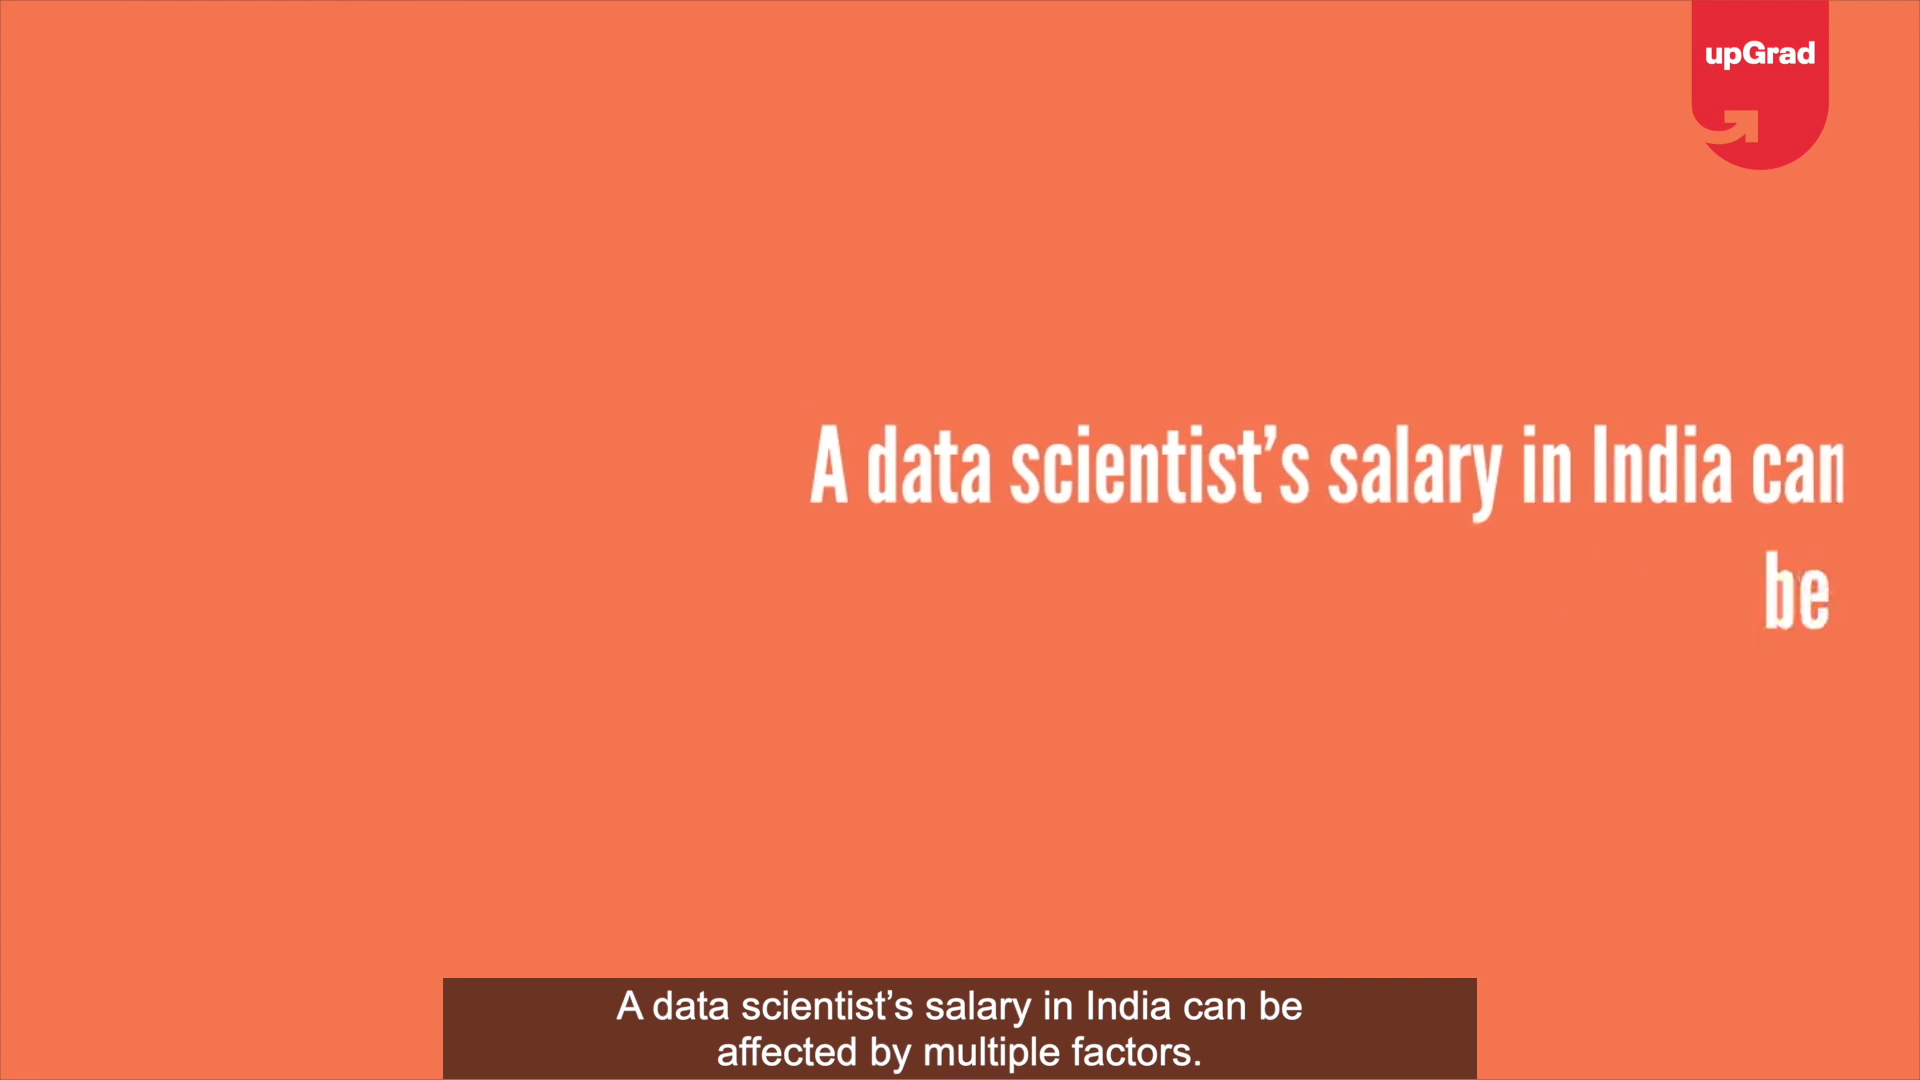 upGrad
A data scientist’s salary in India can
be
A data scientist’s salary in India can be
affected by multiple factors.